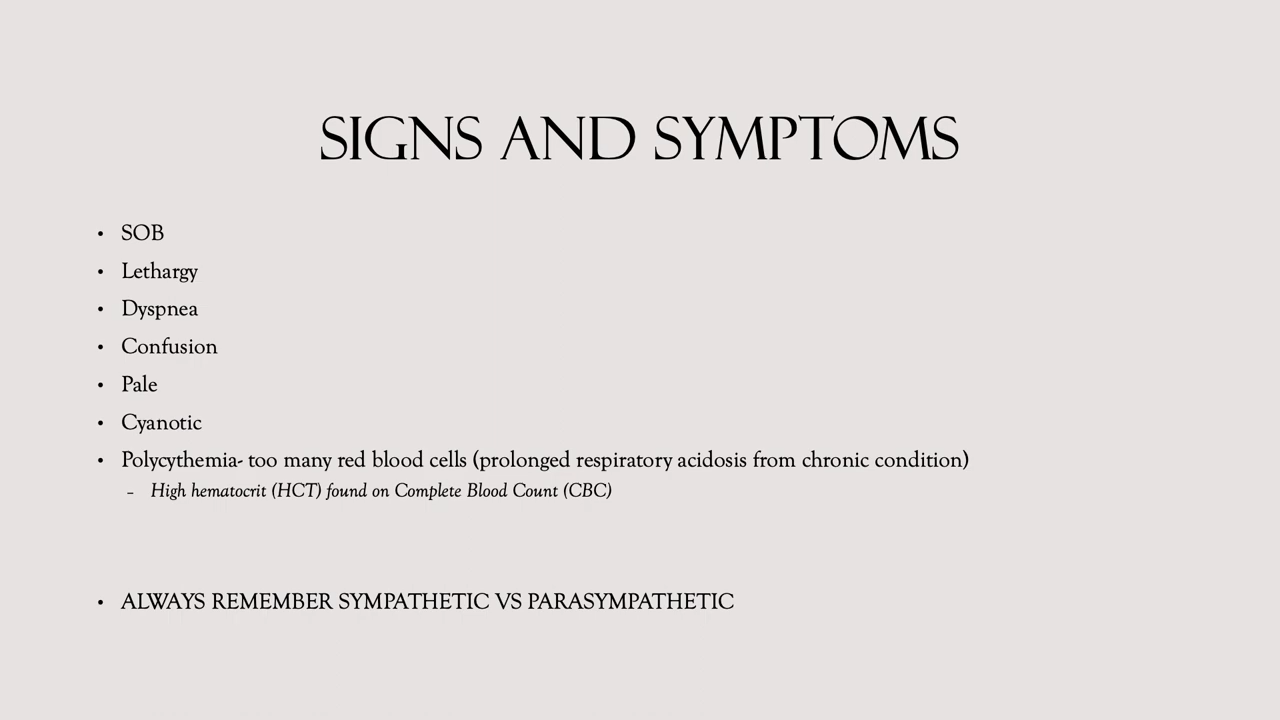 SIGNS AND SYMPTOMS
• SOB
• Lethargy
• Dyspnea
• Confusion
• Pale
• Cyanotic
• Polycythemia- too many red blood cells (prolonged respiratory acidosis from chronic condition)
– High hematocrit (HCT) found on Complete Blood Count (CBC)
• ALWAYS REMEMBER SYMPATHETIC VS PARASYMPATHETIC